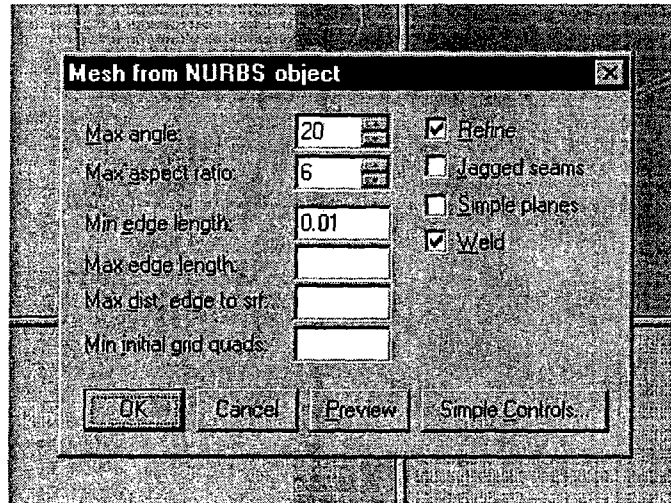 Mesh from NURBS object
Max angle: 20
Max aspect ratio: 6
Min edge length: 0.01
Max edge length:
Max dist, edge to srf:
Min initial grid quads:
Refine
Jagged seams
Simple planes
Weld
OK Cancel Preview Simple Controls...